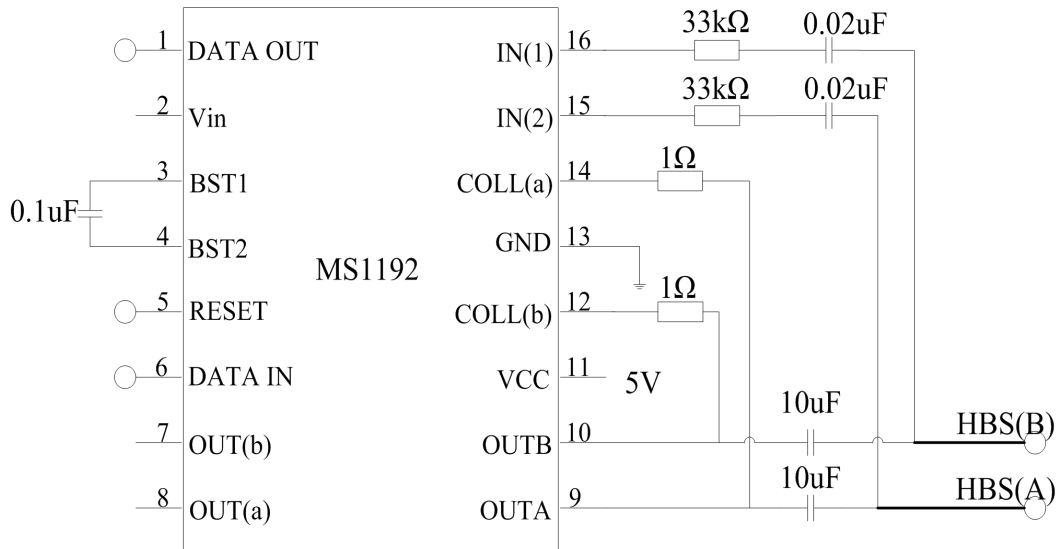 33kΩ 0.02uF
1 DATA OUT IN(1) 16
33kΩ 0.02uF
2 Vin IN(2) 15
1Ω
3 BST1 COLL(a) 14
0.1uF
4 BST2 GND 13
MS1192
1Ω
5 RESET COLL(b) 12
6 DATA IN VCC 11 5V
10uF HBS(B)
7 OUT(b) OUTB 10
10uF HBS(A)
8 OUT(a) OUTA 9